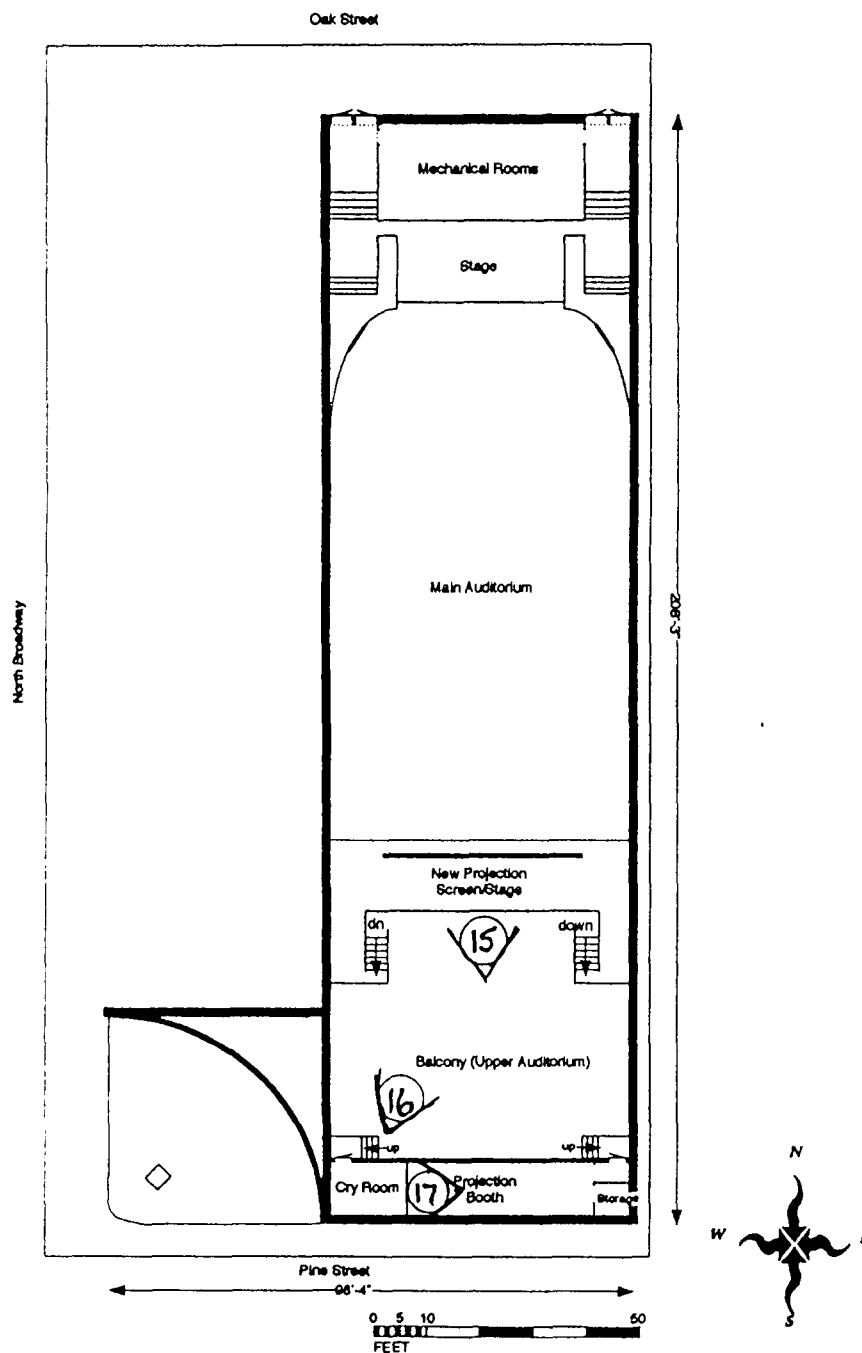 Oak Street
Mechanical Rooms
Stage
Main Auditorium
North Broadway
208'-3"
New Projection
Screen/Stage
dn
down
15
Balcony (Upper Auditorium)
16
up
up
Cry Room
17
Projection
Booth
Storage
N
W
S
Pine Street
96'-4"
0 5 10 50
FEET